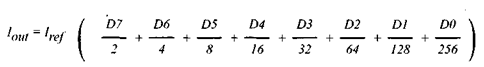 I_out = I_ref ( D7/2 + D6/4 + D5/8 + D4/16 + D3/32 + D2/64 + D1/128 + D0/256 )